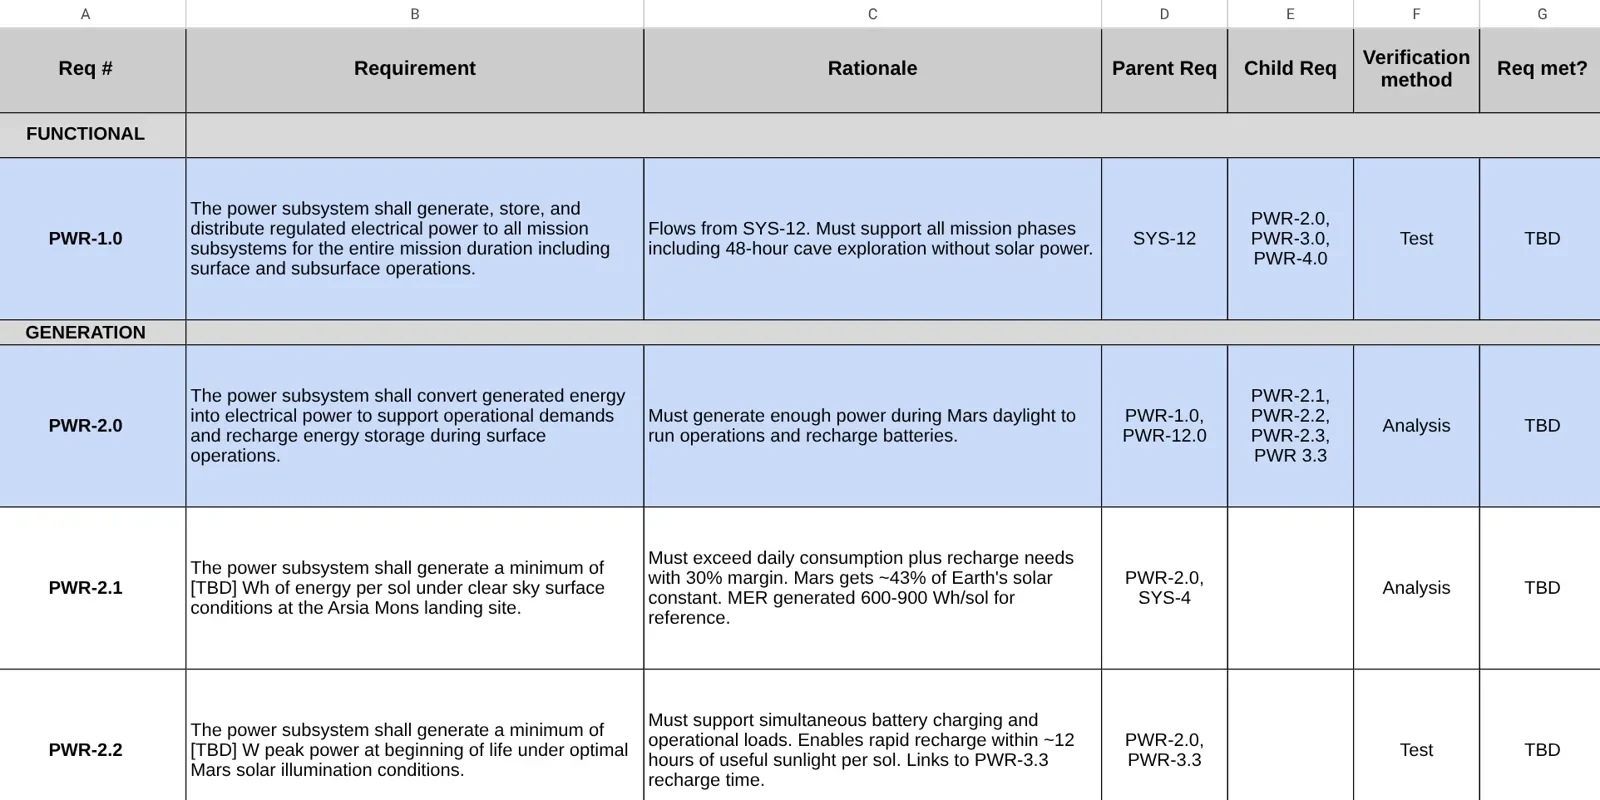 A B C D E F G
Req # Requirement Rationale Parent Req Child Req Verification method Req met?
FUNCTIONAL
PWR-1.0
The power subsystem shall generate, store, and
distribute regulated electrical power to all mission
subsystems for the entire mission duration including
surface and subsurface operations.
Flows from SYS-12. Must support all mission phases
including 48-hour cave exploration without solar power.
SYS-12
PWR-2.0,
PWR-3.0,
PWR-4.0
Test
TBD
GENERATION
PWR-2.0
The power subsystem shall convert generated energy
into electrical power to support operational demands
and recharge energy storage during surface
operations.
Must generate enough power during Mars daylight to
run operations and recharge batteries.
PWR-1.0,
PWR-12.0
PWR-2.1,
PWR-2.2,
PWR-2.3,
PWR 3.3
Analysis
TBD
PWR-2.1
The power subsystem shall generate a minimum of
[TBD] Wh of energy per sol under clear sky surface
conditions at the Arsia Mons landing site.
Must exceed daily consumption plus recharge needs
with 30% margin. Mars gets ~43% of Earth's solar
constant. MER generated 600-900 Wh/sol for
reference.
PWR-2.0,
SYS-4
Analysis
TBD
PWR-2.2
The power subsystem shall generate a minimum of
[TBD] W peak power at beginning of life under optimal
Mars solar illumination conditions.
Must support simultaneous battery charging and
operational loads. Enables rapid recharge within ~12
hours of useful sunlight per sol. Links to PWR-3.3
recharge time.
PWR-2.0,
PWR-3.3
Test
TBD